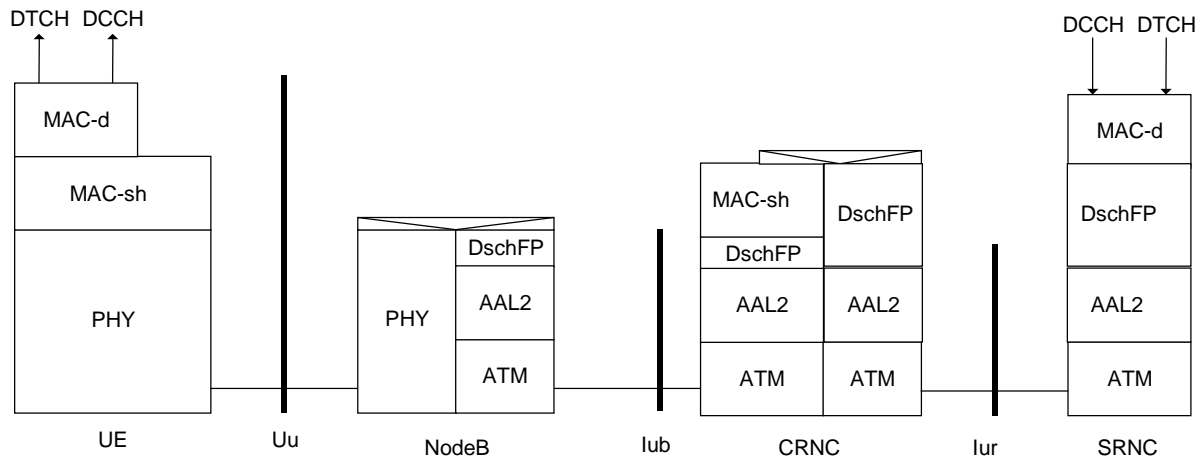 DTCH DCCH
DCCH DTCH
MAC-d
MAC-d
MAC-sh
MAC-sh
DschFP
DschFP
DschFP
DschFP
PHY
PHY
AAL2
AAL2
AAL2
AAL2
ATM
ATM
ATM
ATM
UE
Uu
NodeB
Iub
CRNC
Iur
SRNC